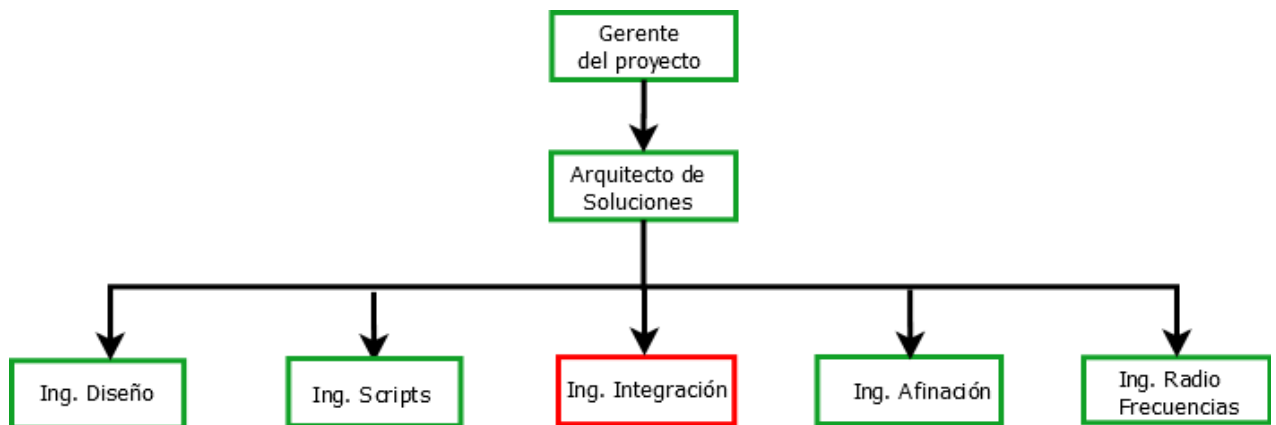 Gerente
del proyecto
Arquitecto de
Soluciones
Ing. Diseño
Ing. Scripts
Ing. Integración
Ing. Afinación
Ing. Radio
Frecuencias